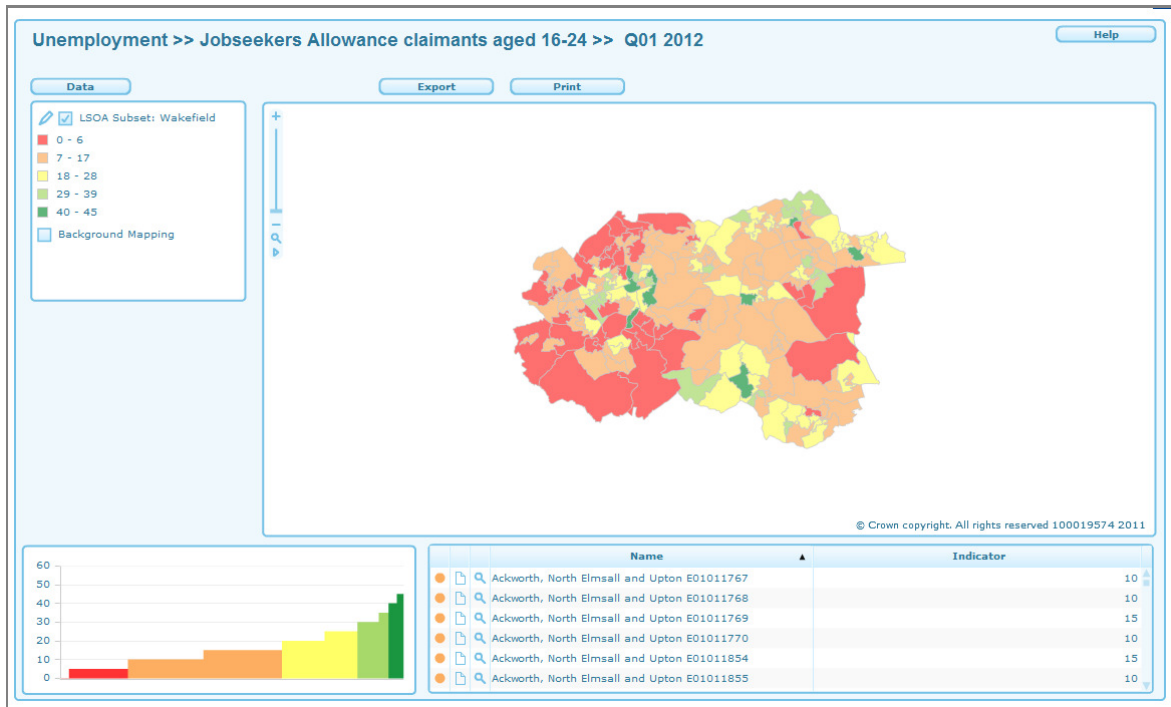 Unemployment >> Jobseekers Allowance claimants aged 16-24 >> Q01 2012
Help
Data
Export
Print
LSOA Subset: Wakefield
0 - 6
7 - 17
18 - 28
29 - 39
40 - 45
Background Mapping
© Crown copyright. All rights reserved 100019574 2011
60
50
40
30
20
10
0
Name Indicator
Ackworth, North Elmsall and Upton E01011767 10
Ackworth, North Elmsall and Upton E01011768 10
Ackworth, North Elmsall and Upton E01011769 15
Ackworth, North Elmsall and Upton E01011770 10
Ackworth, North Elmsall and Upton E01011854 15
Ackworth, North Elmsall and Upton E01011855 10